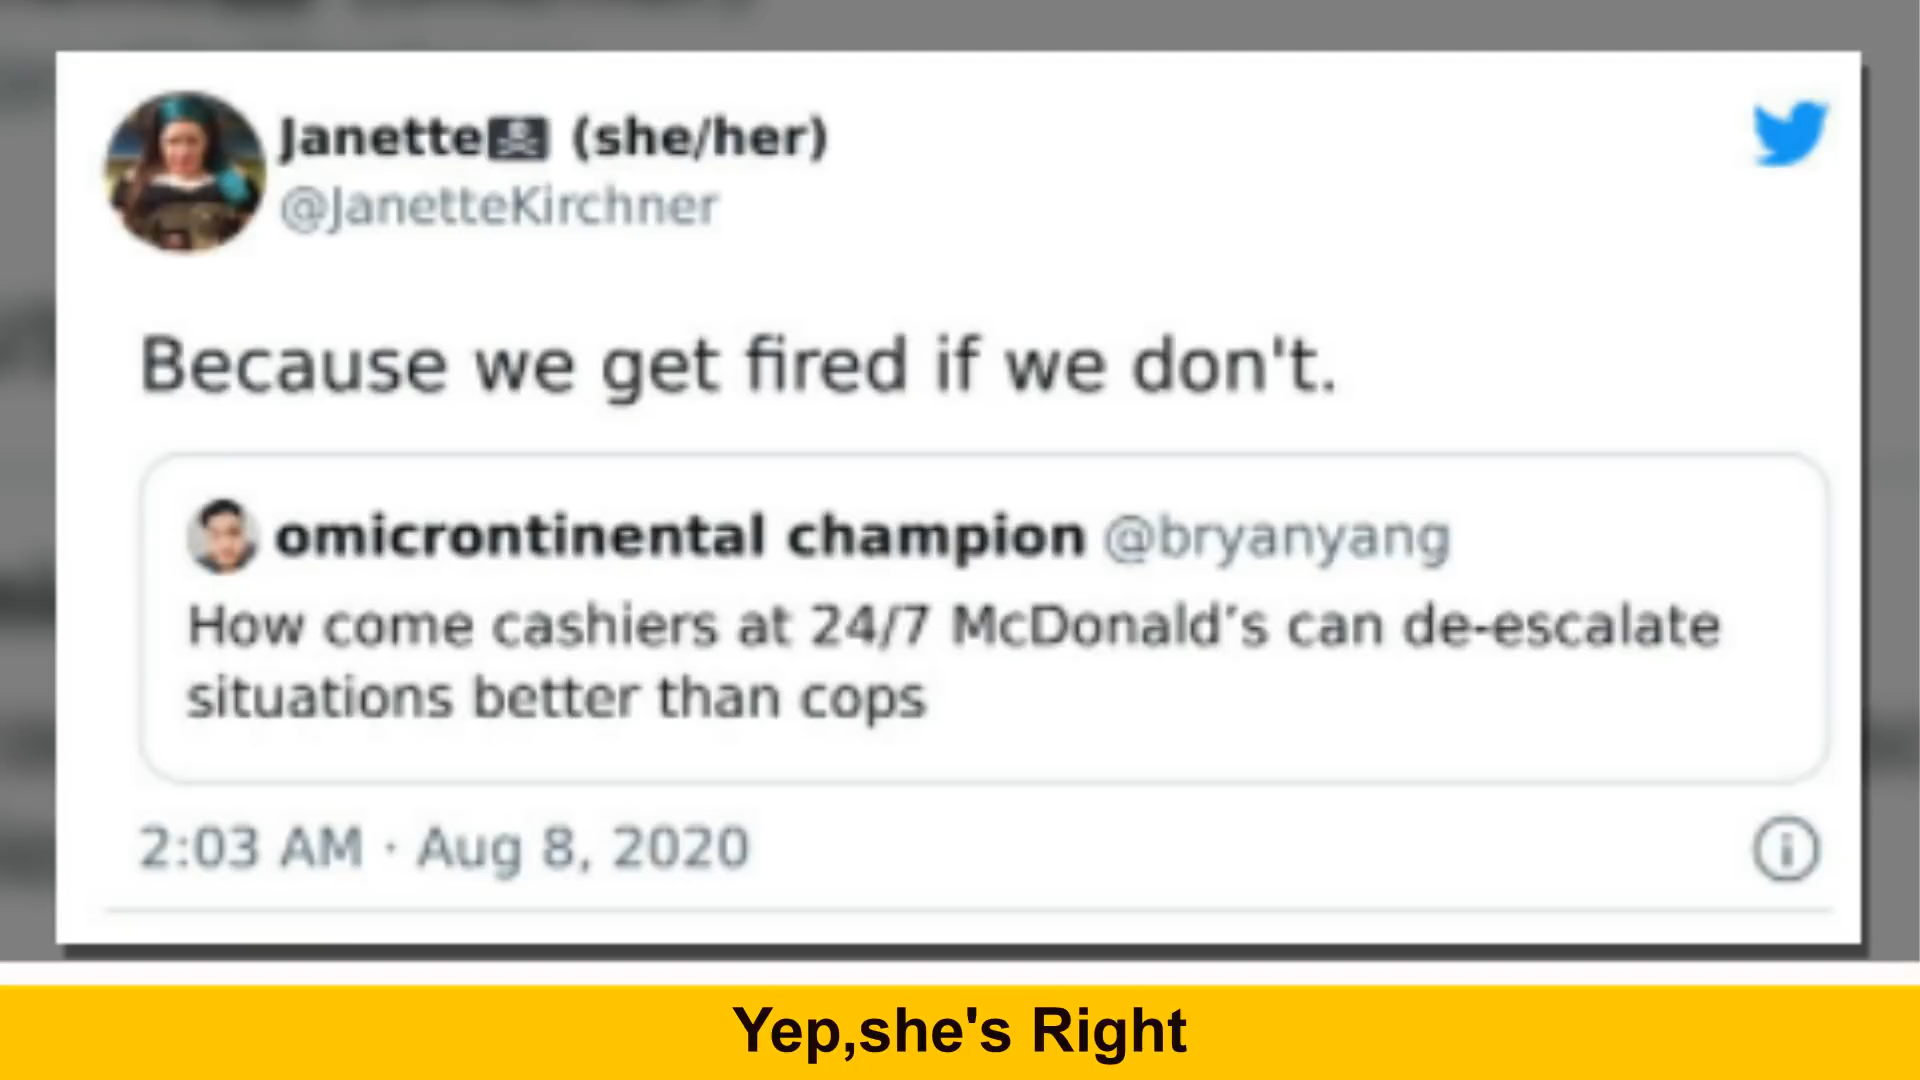 Janette🏴‍☠️ (she/her)
@JanetteKirchner
Because we get fired if we don't.
omicrontinental champion @bryanyang
How come cashiers at 24/7 McDonald’s can de-escalate
situations better than cops
2:03 AM · Aug 8, 2020
Yep,she's Right